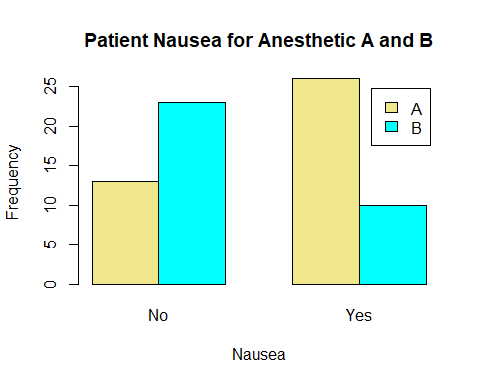 Patient Nausea for Anesthetic A and B
Frequency
25
20
15
10
5
0
A
B
No Yes
Nausea